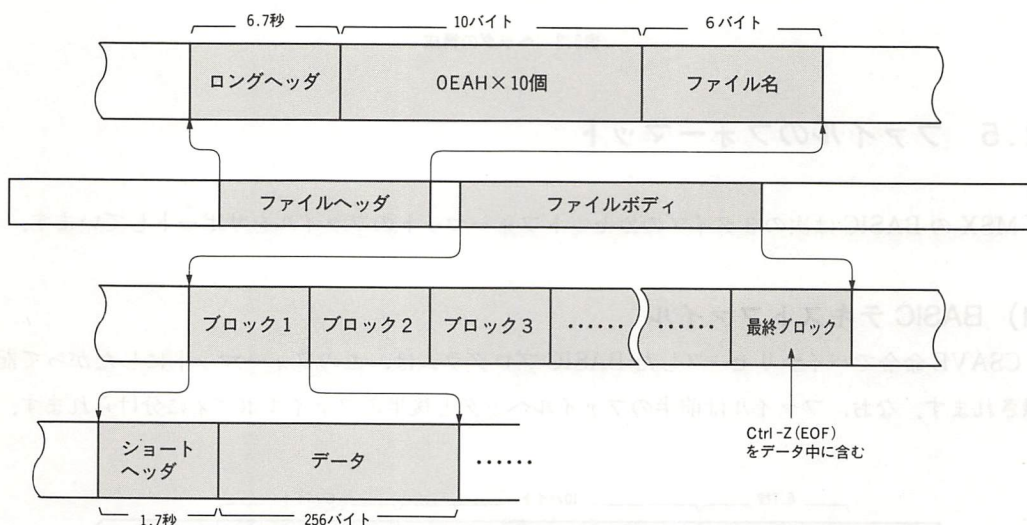 6.7秒 10バイト 6バイト
ロングヘッダ 0EAH×10個 ファイル名
ファイルヘッダ ファイルボディ
ブロック1 ブロック2 ブロック3 …… …… 最終ブロック
Ctrl-Z(EOF)
をデータ中に含む
ショート
ヘッダ
データ ……
1.7秒 256バイト